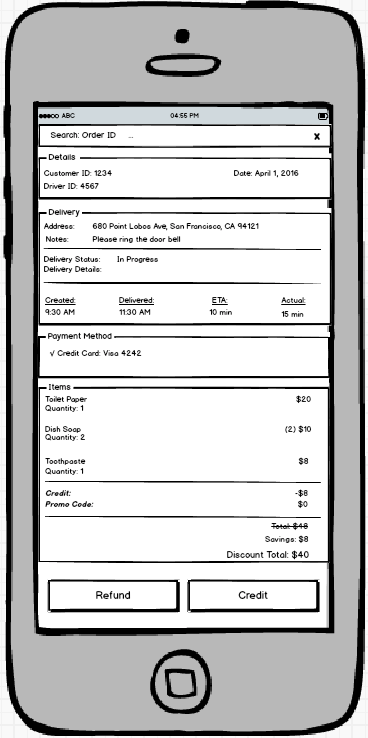 ABC 04:55 PM
Search: Order ID ... x
Details
Customer ID: 1234 Date: April 1, 2016
Driver ID: 4567
Delivery
Address: 680 Point Lobos Ave, San Francisco, CA 94121
Notes: Please ring the door bell
Delivery Status: In Progress
Delivery Details:
Created: Delivered: ETA: Actual:
9:30 AM 11:30 AM 10 min 15 min
Payment Method
√ Credit Card: Visa 4242
Items
Toilet Paper $20
Quantity: 1
Dish Soap (2) $10
Quantity: 2
Toothpaste $8
Quantity: 1
Credit: -$8
Promo Code: $0
Total: $48
Savings: $8
Discount Total: $40
Refund Credit